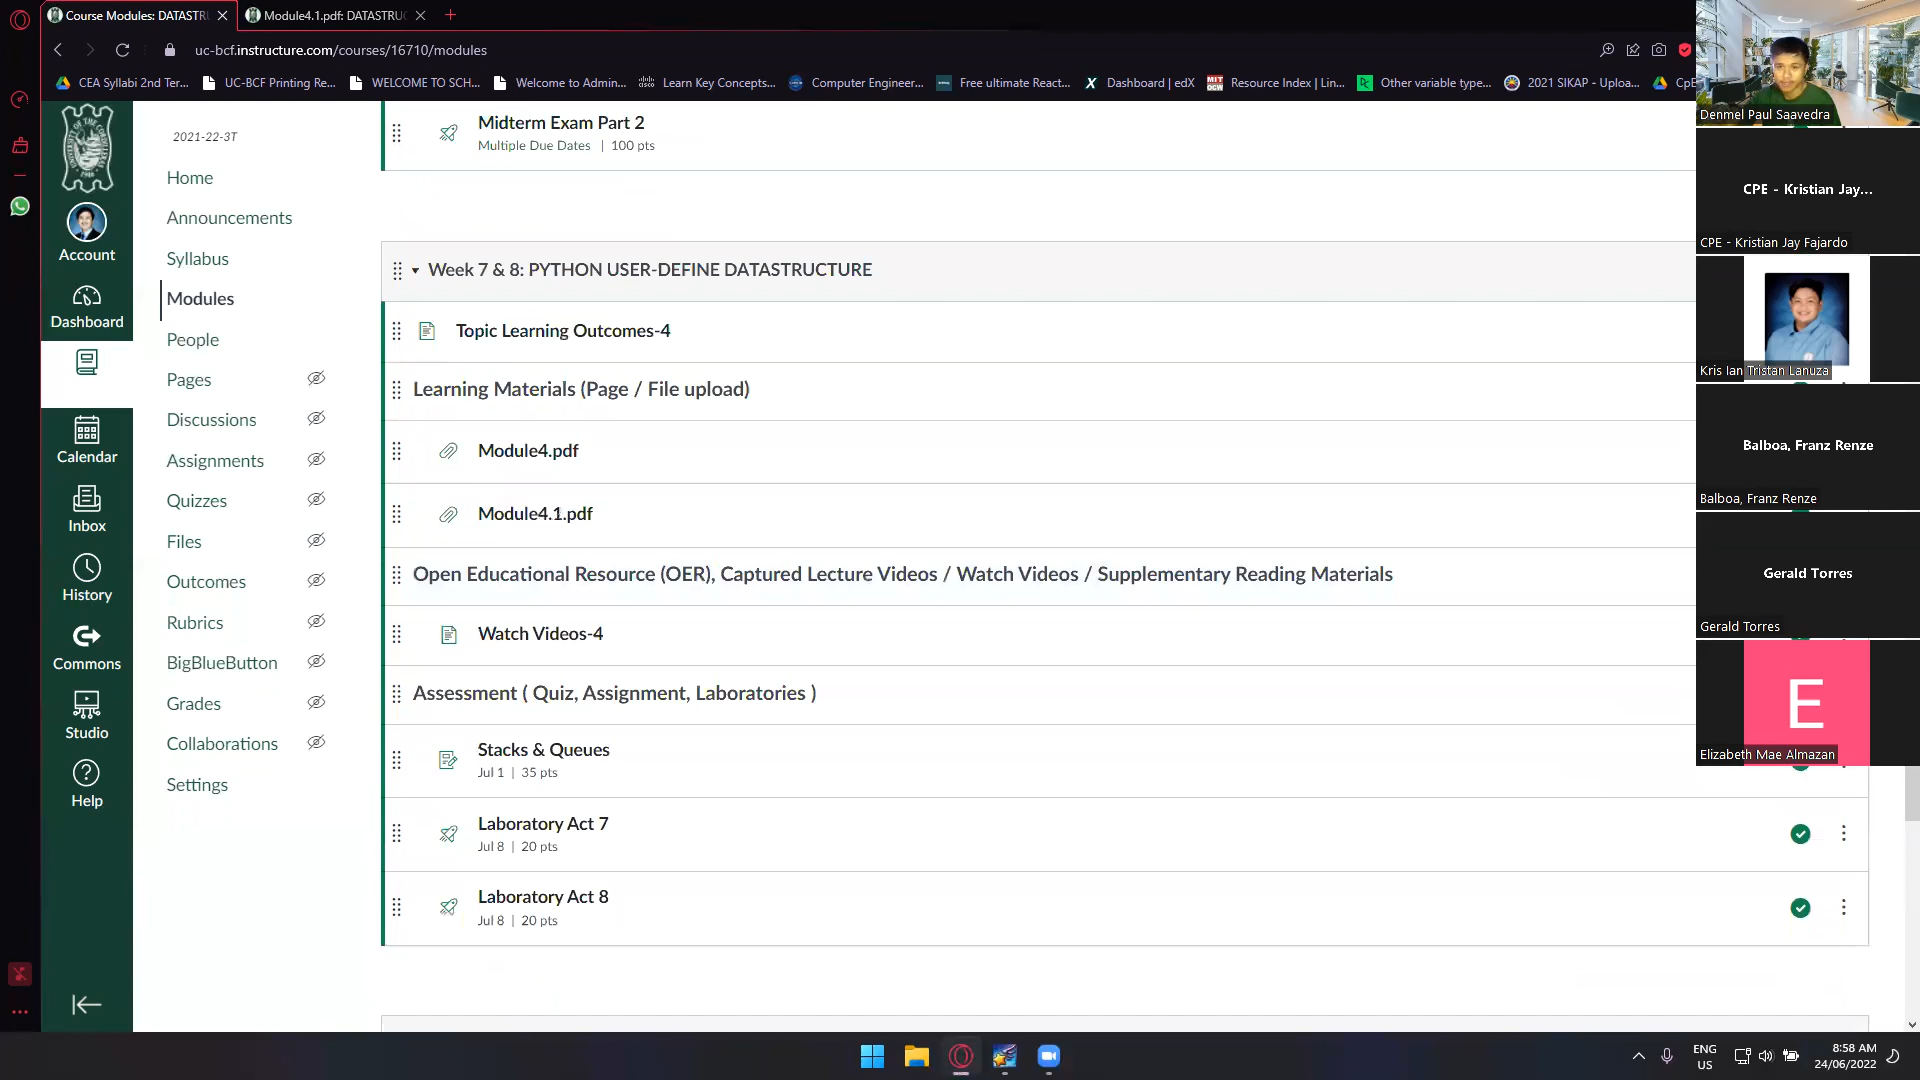 Course Modules: DATASTRU
Module4.1.pdf: DATASTRUC
uc-bcf.instructure.com/courses/16710/modules
CEA Syllabi 2nd Ter...
UC-BCF Printing Re...
WELCOME TO SCH...
Welcome to Admin...
Learn Key Concepts...
Computer Engineer...
Free ultimate React...
Dashboard | edX
Resource Index | Lin...
Other variable type...
2021 SIKAP - Uploa...
CpE
Account
Dashboard
Calendar
Inbox
History
Commons
Studio
Help
2021-22-3T
Home
Announcements
Syllabus
Modules
People
Pages
Discussions
Assignments
Quizzes
Files
Outcomes
Rubrics
BigBlueButton
Grades
Collaborations
Settings
Midterm Exam Part 2
Multiple Due Dates | 100 pts
Week 7 & 8: PYTHON USER-DEFINE DATASTRUCTURE
Topic Learning Outcomes-4
Learning Materials (Page / File upload)
Module4.pdf
Module4.1.pdf
Open Educational Resource (OER), Captured Lecture Videos / Watch Videos / Supplementary Reading Materials
Watch Videos-4
Assessment ( Quiz, Assignment, Laboratories )
Stacks & Queues
Jul 1 | 35 pts
Laboratory Act 7
Jul 8 | 20 pts
Laboratory Act 8
Jul 8 | 20 pts
Denmel Paul Saavedra
CPE - Kristian Jay...
CPE - Kristian Jay Fajardo
Kris Ian Tristan Lanuza
Balboa, Franz Renze
Balboa, Franz Renze
Gerald Torres
Gerald Torres
E
Elizabeth Mae Almazan
ENG
US
8:58 AM
24/06/2022